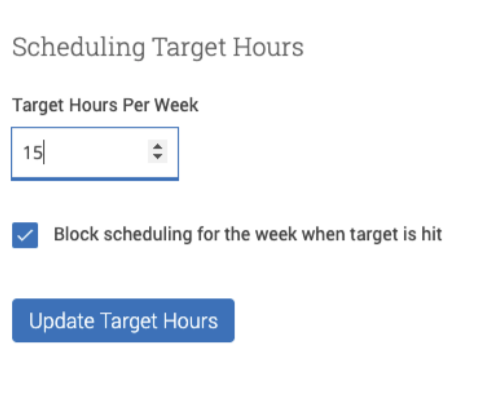 Scheduling Target Hours
Target Hours Per Week
15
Block scheduling for the week when target is hit
Update Target Hours